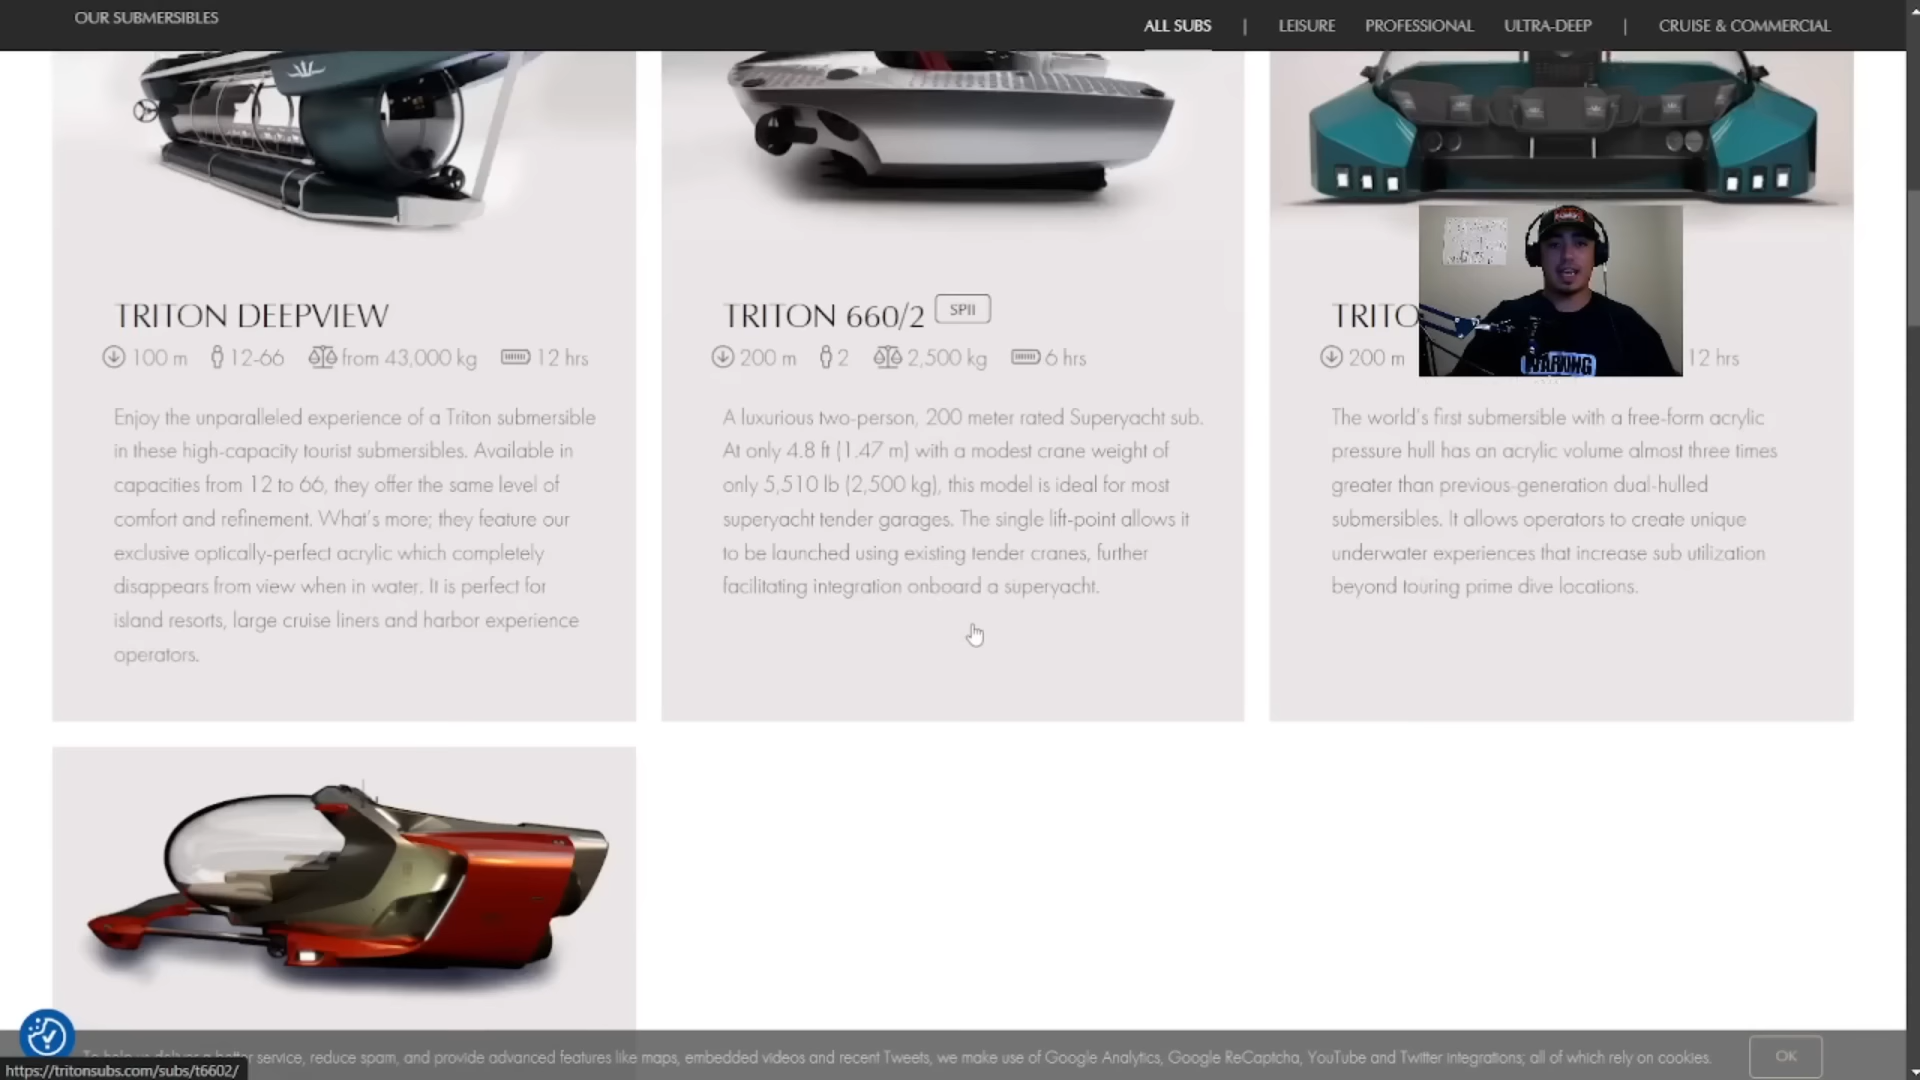 OUR SUBMERSIBLES
ALL SUBS | LEISURE PROFESSIONAL ULTRA-DEEP | CRUISE & COMMERCIAL
TRITON DEEPVIEW
100 m 12-66 from 43,000 kg 12 hrs
Enjoy the unparalleled experience of a Triton submersible
in these high-capacity tourist submersibles. Available in
capacities from 12 to 66, they offer the same level of
comfort and refinement. What's more; they feature our
exclusive optically-perfect acrylic which completely
disappears from view when in water. It is perfect for
island resorts, large cruise liners and harbor experience
operators.
TRITON 660/2 SPII
200 m 2 2,500 kg 6 hrs
A luxurious two-person, 200 meter rated Superyacht sub.
At only 4.8 ft (1.47 m) with a modest crane weight of
only 5,510 lb (2,500 kg), this model is ideal for most
superyacht tender garages. The single lift-point allows it
to be launched using existing tender cranes, further
facilitating integration onboard a superyacht.
TRITO
200 m 12 hrs
The world's first submersible with a free-form acrylic
pressure hull has an acrylic volume almost three times
greater than previous-generation dual-hulled
submersibles. It allows operators to create unique
underwater experiences that increase sub utilization
beyond touring prime dive locations.
To help us deliver a better service, reduce spam, and provide advanced features like maps, embedded videos and recent Tweets, we make use of Google Analytics, Google ReCaptcha, YouTube and Twitter integrations; all of which rely on cookies.
OK
https://tritonsubs.com/subs/t6602/